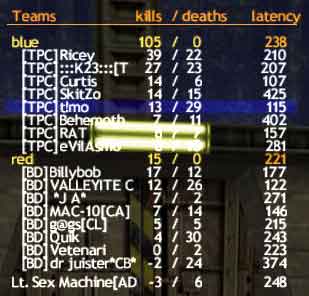 Teams kills / deaths latency
blue 105 / 0 238
[TPC]Ricey 39 / 22 210
[TPC]:::K23:::[T 27 / 23 207
[TPC]Curtis 14 / 6 107
[TPC]SkitZo 14 / 15 425
[TPC]t!mo 13 / 29 115
[TPC]Behemoth 7 / 11 402
[TPC]RAT / 157
[TPC]eVilAsmo / 281
red 15 / 0 221
[BD]Billybob 17 / 12 177
[BD]VALLEYITE C 12 / 26 122
[BD]*J A* 7 / 2 271
[BD]MAC-10[CA] 7 / 14 146
[BD]g@gs[CL] 5 / 5 215
[BD]Quik 4 / 30 243
[BD]Vetenari 0 / 2 223
[BD]dr juister*CB* -2 / 24 374
Lt. Sex Machine[AD -3 / 6 248